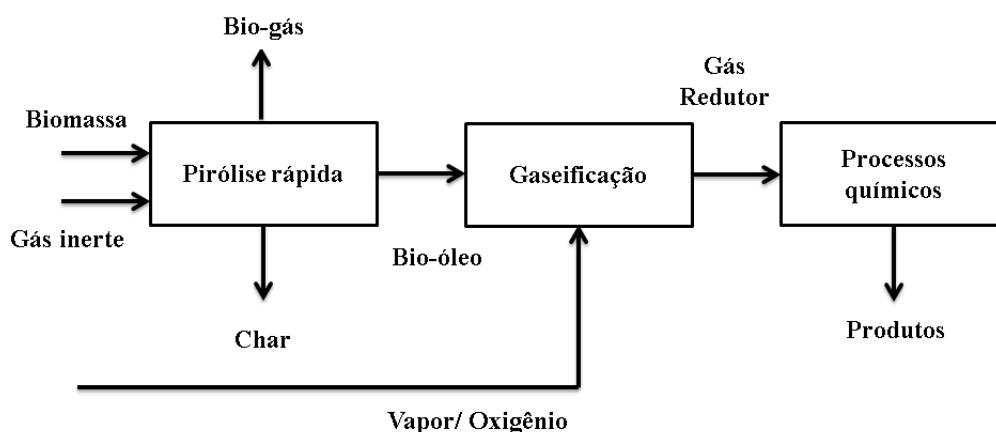 Bio-gás
Gás
Redutor
Biomassa
Pirólise rápida
Gaseificação
Processos
químicos
Gás inerte
Bio-óleo
Char
Produtos
Vapor/ Oxigênio